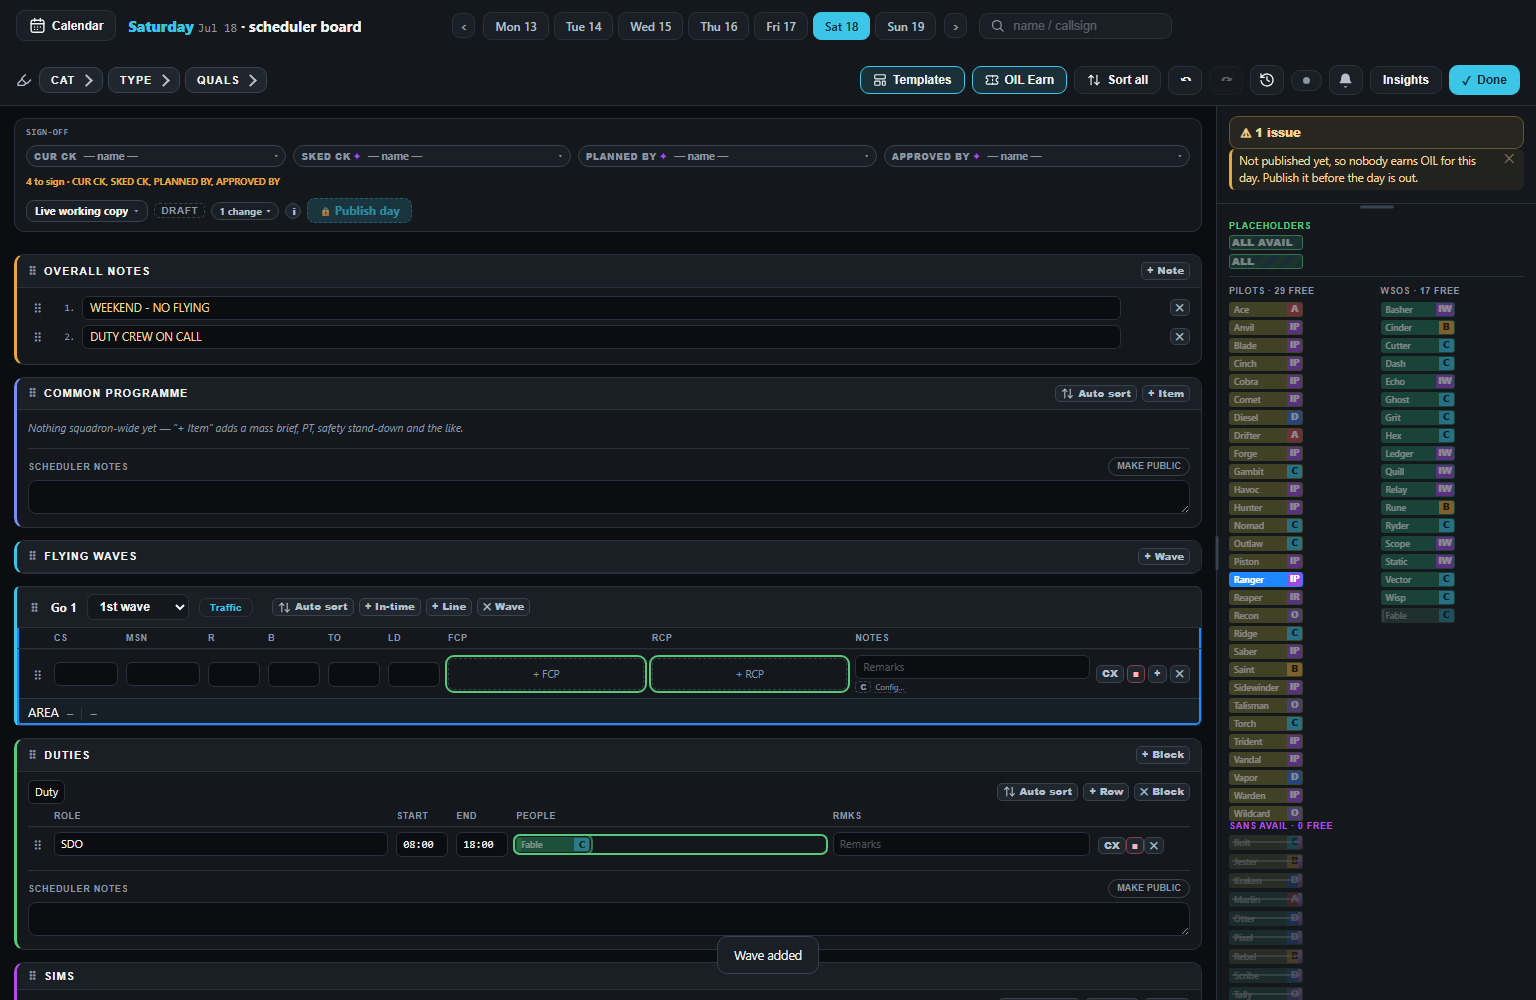 Calendar
Saturday Jul 18 · scheduler board
‹ Mon 13 Tue 14 Wed 15 Thu 16 Fri 17 Sat 18 Sun 19 ›
name / callsign
CAT TYPE QUALS
Templates OIL Earn Sort all Insights ✓ Done
SIGN-OFF
CUR CK — name —
SKED CK ✦ — name —
PLANNED BY ✦ — name —
APPROVED BY ✦ — name —
4 to sign · CUR CK, SKED CK, PLANNED BY, APPROVED BY
Live working copy DRAFT 1 change i Publish day
OVERALL NOTES + Note
1. WEEKEND - NO FLYING ✕
2. DUTY CREW ON CALL ✕
COMMON PROGRAMME Auto sort + Item
Nothing squadron-wide yet — "+ Item" adds a mass brief, PT, safety stand-down and the like.
SCHEDULER NOTES MAKE PUBLIC
FLYING WAVES + Wave
Go 1 1st wave Traffic Auto sort + In-time + Line ✕ Wave
CS MSN R B TO LD FCP RCP NOTES
+ FCP + RCP Remarks CX + ✕
C Config...
AREA – –
DUTIES + Block
Duty Auto sort + Row ✕ Block
ROLE START END PEOPLE RMKS
SDO 08:00 18:00 Fable C Remarks CX ✕
SCHEDULER NOTES MAKE PUBLIC
Wave added
SIMS
⚠ 1 issue
Not published yet, so nobody earns OIL for this
day. Publish it before the day is out.
PLACEHOLDERS
ALL AVAIL
ALL
PILOTS · 29 FREE
Ace A
Anvil IP
Blade IP
Cinch IP
Cobra IP
Comet IP
Diesel D
Drifter A
Forge IP
Gambit C
Havoc IP
Hunter IP
Nomad C
Outlaw C
Piston IP
Ranger IP
Reaper IR
Recon O
Ridge C
Saber IP
Saint B
Sidewinder IP
Talisman O
Torch C
Trident IP
Vandal IP
Vapor D
Warden IP
Wildcard O
WSOS · 17 FREE
Basher IW
Cinder B
Cutter C
Dash C
Echo IW
Ghost C
Grit C
Hex C
Ledger IW
Quill IW
Relay IW
Rune B
Ryder C
Scope IW
Static IW
Vector C
Wisp C
Fable C
SANS AVAIL · 0 FREE
Bolt C
Jester B
Kraken D
Marlin A
Otter D
Pixel D
Rebel B
Scribe D
Tally O